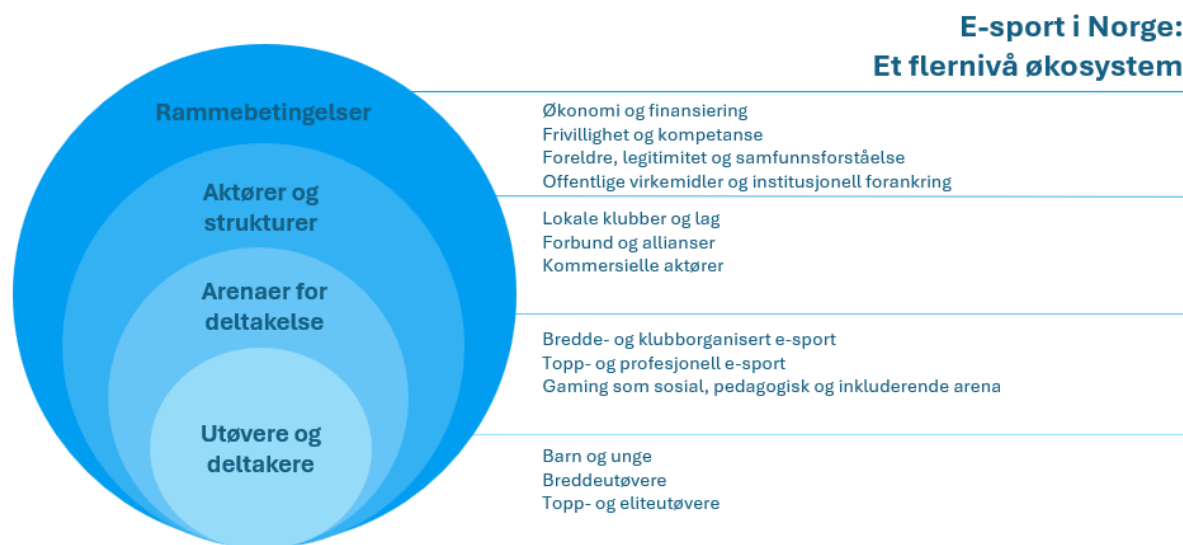 E-sport i Norge:
Et flernivå økosystem
Rammebetingelser
Økonomi og finansiering
Frivillighet og kompetanse
Foreldre, legitimitet og samfunnsforståelse
Offentlige virkemidler og institusjonell forankring
Aktører og
strukturer
Lokale klubber og lag
Forbund og allianser
Kommersielle aktører
Arenaer for
deltakelse
Bredde- og klubborganisert e-sport
Topp- og profesjonell e-sport
Gaming som sosial, pedagogisk og inkluderende arena
Utøvere og
deltakere
Barn og unge
Breddeutøvere
Topp- og eliteutøvere